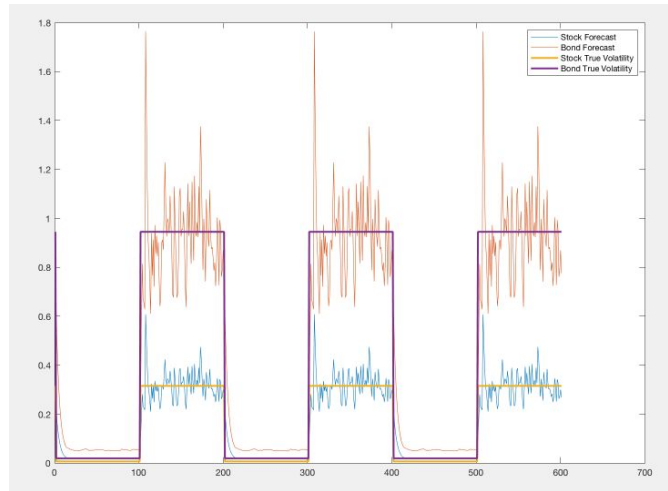 1.8
1.6
1.4
1.2
1
0.8
0.6
0.4
0.2
0
0 100 200 300 400 500 600 700
Stock Forecast
Bond Forecast
Stock True Volatility
Bond True Volatility